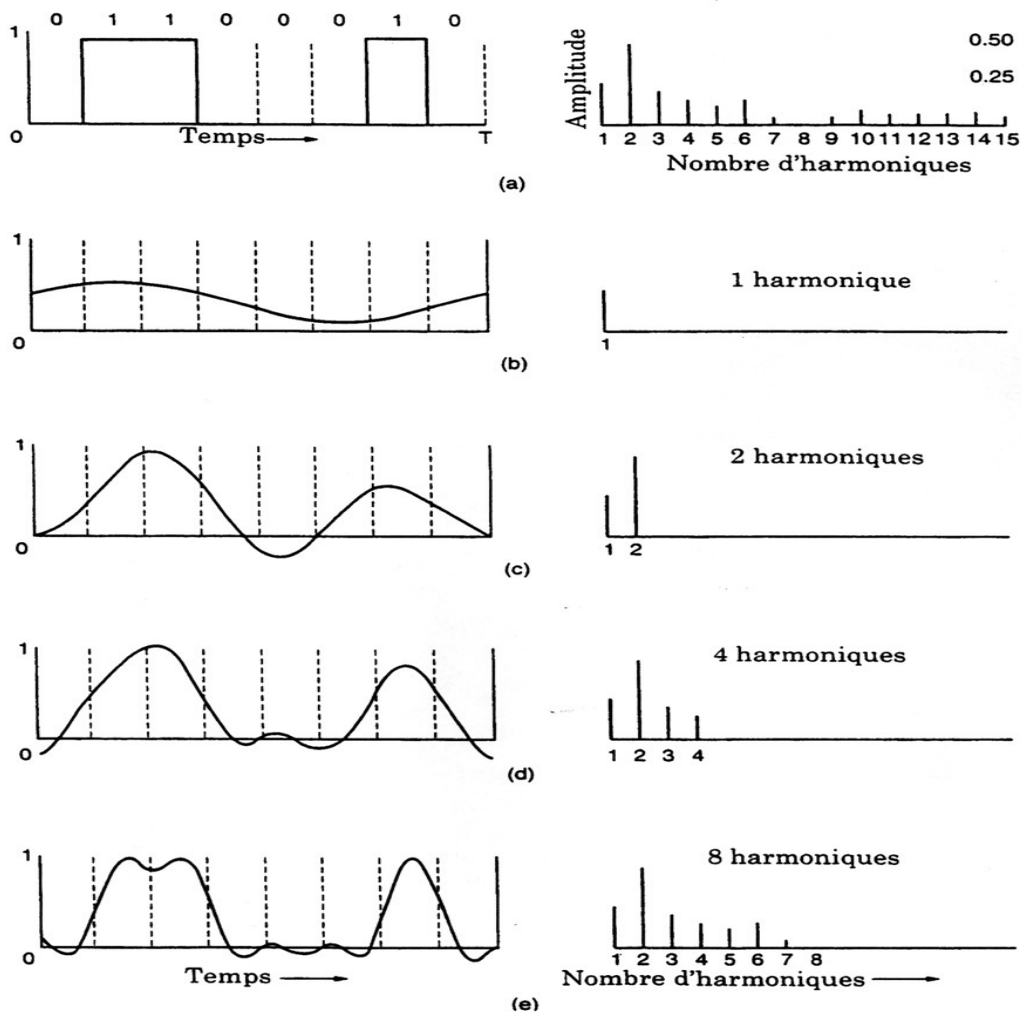 0 1 1 0 0 0 1 0
1
0
Temps
T
Amplitude
0.50
0.25
1 2 3 4 5 6 7 8 9 10 11 12 13 14 15
Nombre d'harmoniques
(a)
1
0
1 harmonique
1
(b)
1
0
2 harmoniques
1 2
(c)
1
0
4 harmoniques
1 2 3 4
(d)
1
0
Temps
8 harmoniques
1 2 3 4 5 6 7 8
Nombre d'harmoniques
(e)